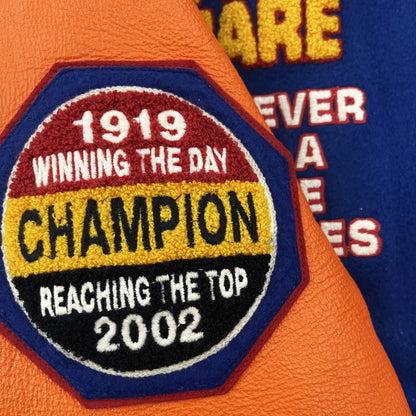 1919
WINNING THE DAY
CHAMPION
REACHING THE TOP
2002
ARE
EVER
A
E
ES